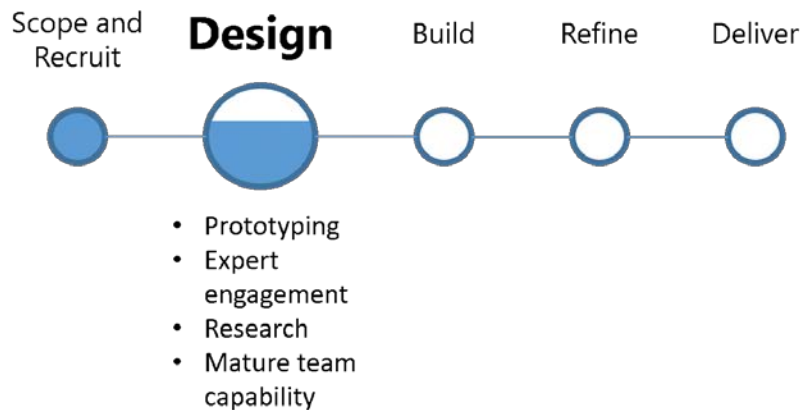 Scope and
Recruit
Design
Build
Refine
Deliver
• Prototyping
• Expert
engagement
• Research
• Mature team
capability